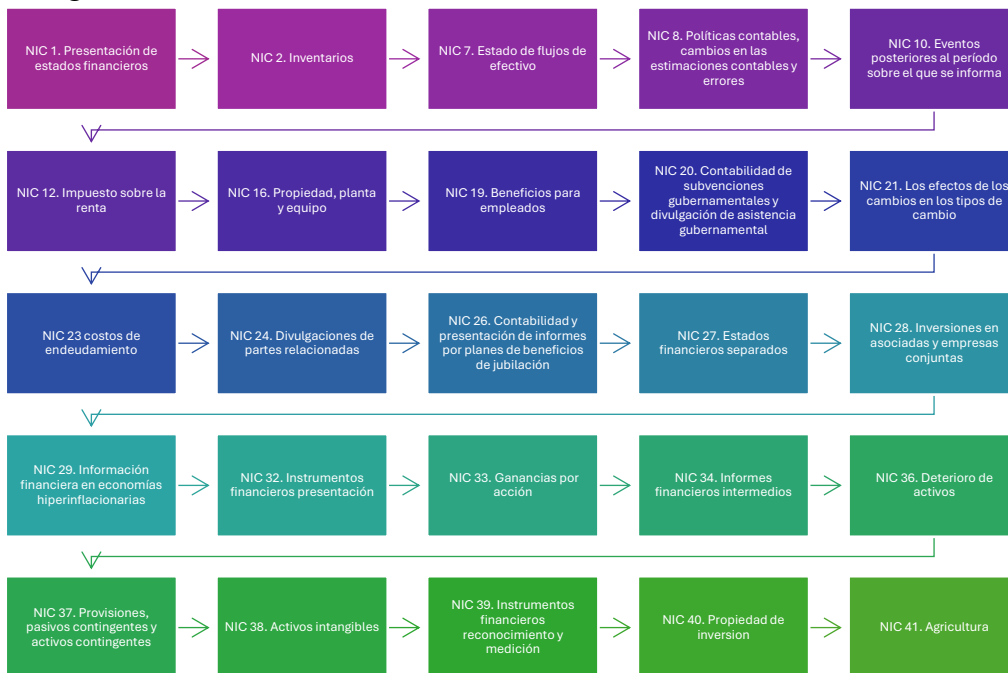 NIC 1. Presentación de
estados financieros
NIC 2. Inventarios
NIC 7. Estado de flujos de
efectivo
NIC 8. Políticas contables,
cambios en las
estimaciones contables y
errores
NIC 10. Eventos
posteriores al período
sobre el que se informa
NIC 12. Impuesto sobre la
renta
NIC 16. Propiedad, planta
y equipo
NIC 19. Beneficios para
empleados
NIC 20. Contabilidad de
subvenciones
gubernamentales y
divulgación de asistencia
gubernamental
NIC 21. Los efectos de los
cambios en los tipos de
cambio
NIC 23 costos de
endeudamiento
NIC 24. Divulgaciones de
partes relacionadas
NIC 26. Contabilidad y
presentación de informes
por planes de beneficios
de jubilación
NIC 27. Estados
financieros separados
NIC 28. Inversiones en
asociadas y empresas
conjuntas
NIC 29. Información
financiera en economías
hiperinflacionarias
NIC 32. Instrumentos
financieros presentación
NIC 33. Ganancias por
acción
NIC 34. Informes
financieros intermedios
NIC 36. Deterioro de
activos
NIC 37. Provisiones,
pasivos contingentes y
activos contingentes
NIC 38. Activos intangibles
NIC 39. Instrumentos
financieros
reconocimiento y
medición
NIC 40. Propiedad de
inversion
NIC 41. Agricultura